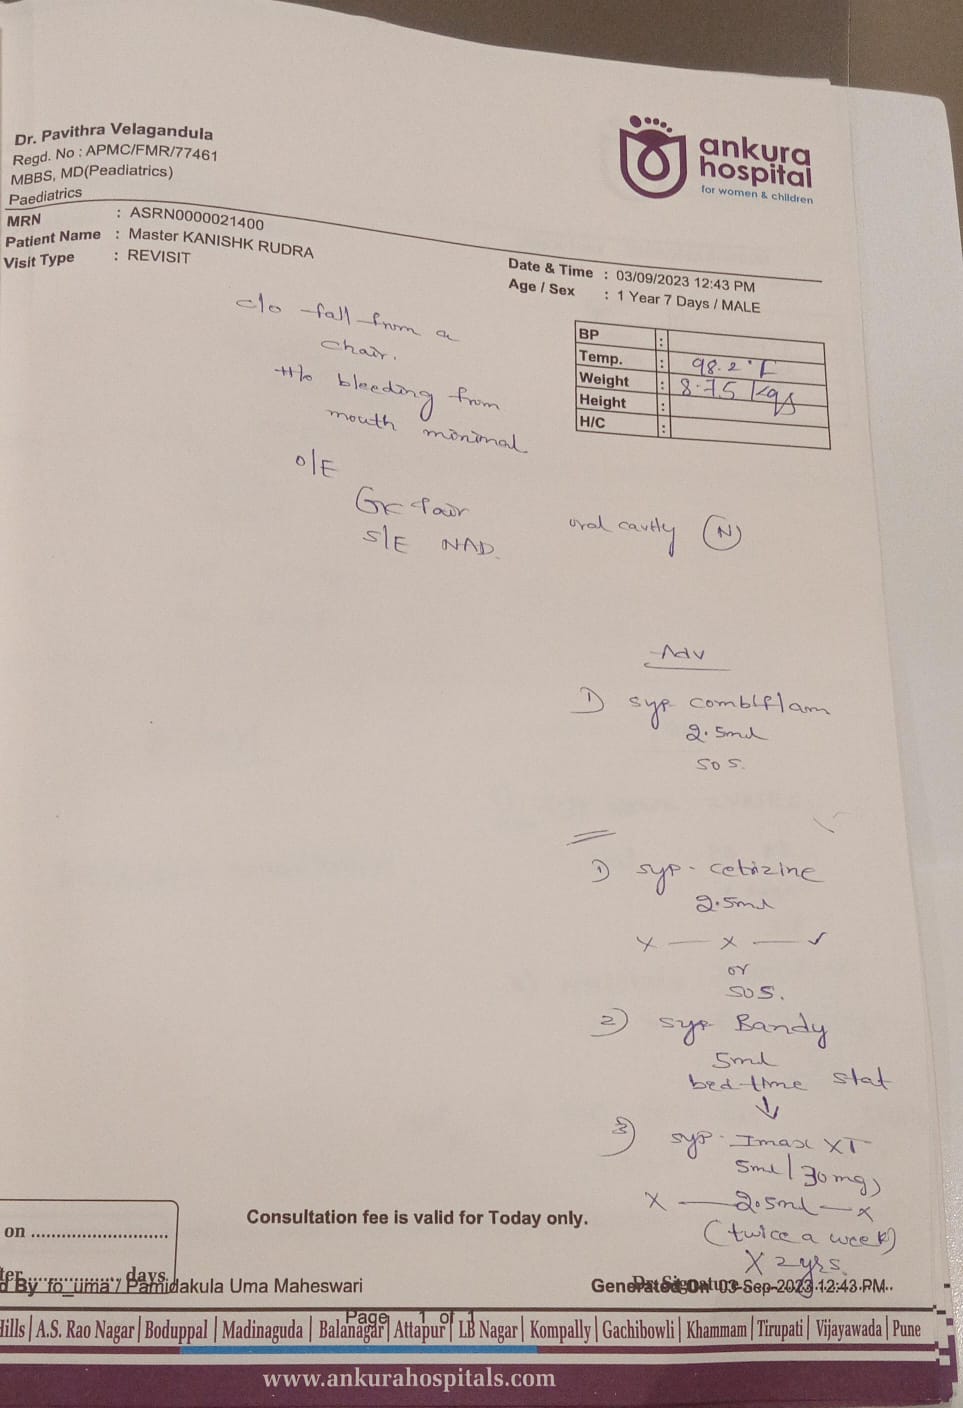 Dr. Pavithra Velagandula
Regd. No : APMC/FMR/77461
MBBS, MD(Peadiatrics)
Paediatrics
ankura
hospital
for women & children
MRN : ASRN0000021400
Patient Name : Master KANISHK RUDRA
Visit Type : REVISIT
Date & Time : 03/09/2023 12:43 PM
Age / Sex : 1 Year 7 Days / MALE
BP :
Temp. : 98.2°F
Weight : 8.75 kgs
Height :
H/C :
c/o fall from a
chair.
H/o bleeding from
mouth minimal
O/E
GC fair
S/E NAD.
oral cavity (N)
Adv
1) syp combiflam
2.5ml
SOS.
1) syp- cetrizine
2.5ml
x — x — ✓
or
SOS.
2) syp Bandy
5ml
bed time stat
↓
3) syp. Imax XT
5ml/30mg)
x — 2.5ml — x
(twice a week)
X 2yrs.
on
Consultation fee is valid for Today only.
days.
By fo_uma / Pamidakula Uma Maheswari
Generated On 03-Sep-2023 12:43 PM
Page 1 of 1
Hills | A.S. Rao Nagar | Boduppal | Madinaguda | Balanagar | Attapur | LB Nagar | Kompally | Gachibowli | Khammam | Tirupati | Vijayawada | Pune
www.ankurahospitals.com